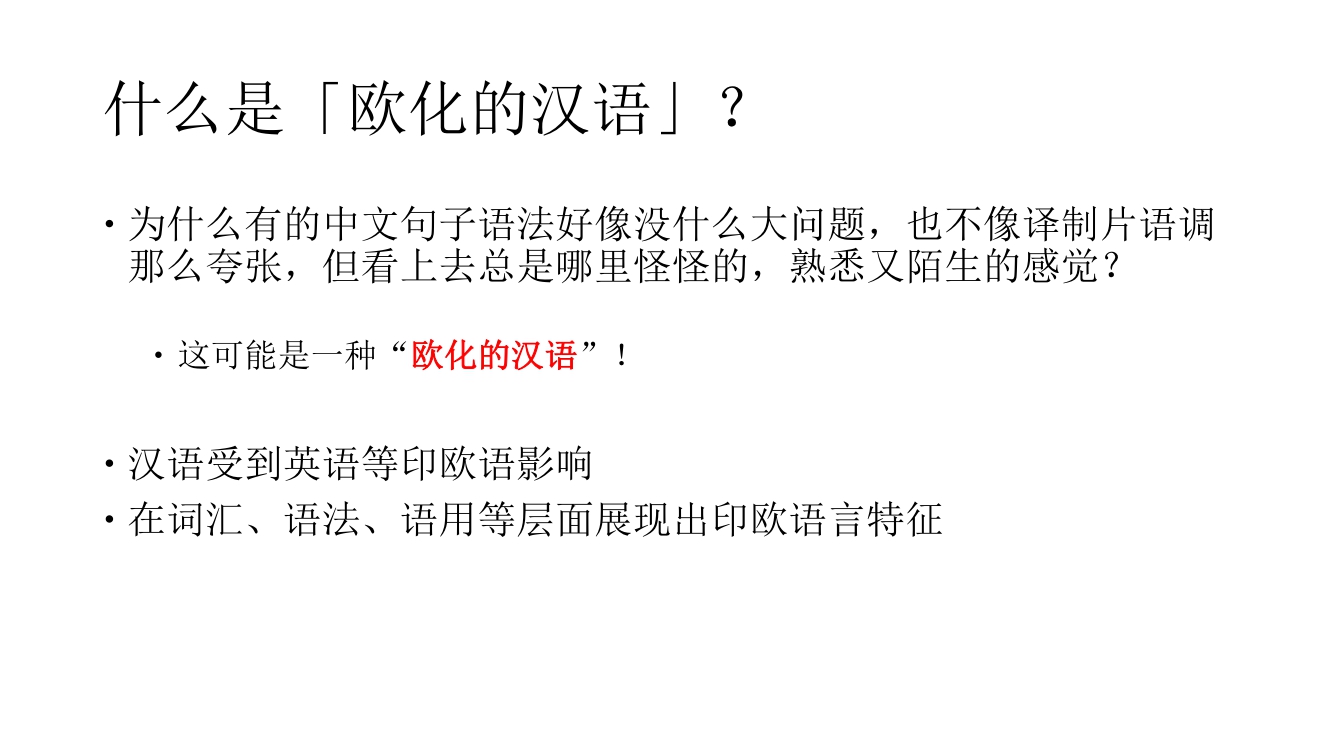 什么是「欧化的汉语」？
• 为什么有的中文句子语法好像没什么大问题，也不像译制片语调
那么夸张，但看上去总是哪里怪怪的，熟悉又陌生的感觉？
• 这可能是一种“欧化的汉语”！
• 汉语受到英语等印欧语影响
• 在词汇、语法、语用等层面展现出印欧语言特征